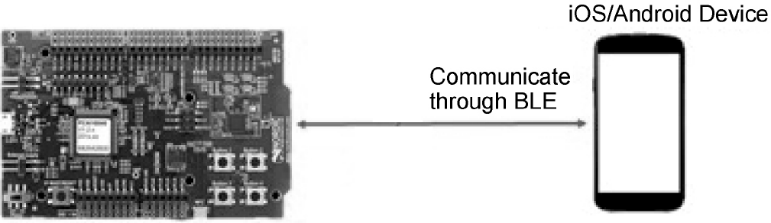 iOS/Android Device
Communicate
through BLE